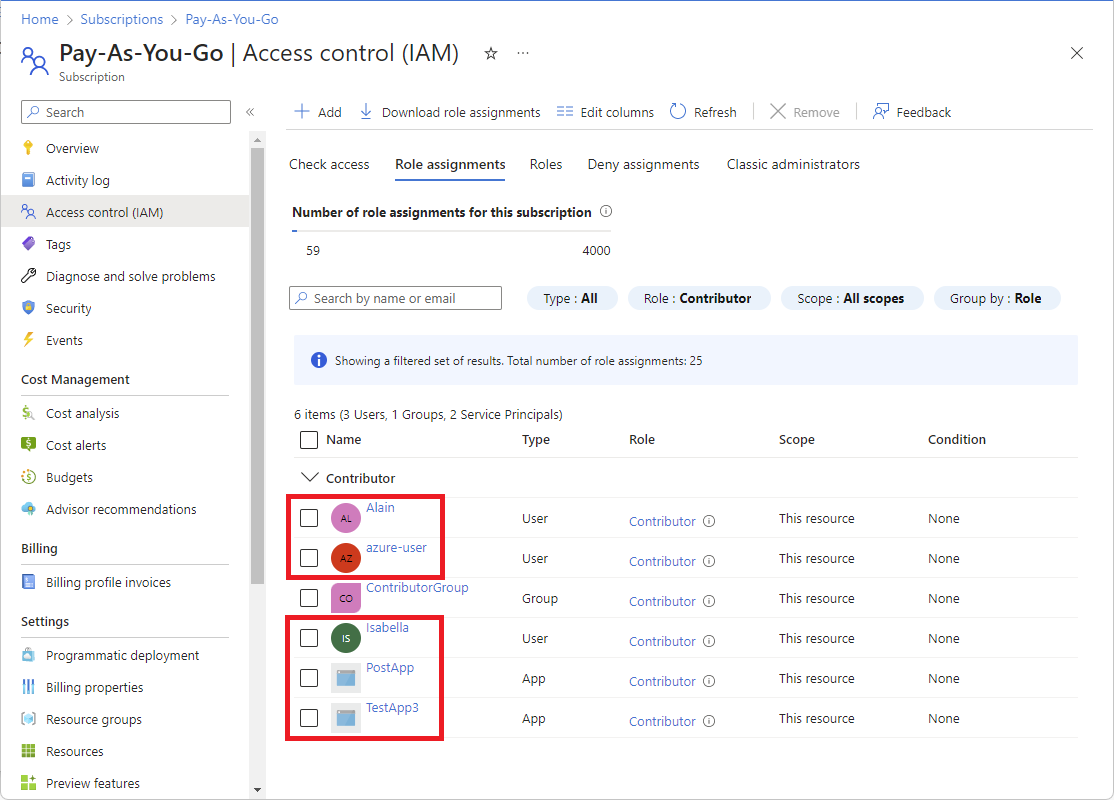 Home > Subscriptions > Pay-As-You-Go
Pay-As-You-Go | Access control (IAM) ☆ ···
Subscription
Search «
Overview
Activity log
Access control (IAM)
Tags
Diagnose and solve problems
Security
Events
Cost Management
Cost analysis
Cost alerts
Budgets
Advisor recommendations
Billing
Billing profile invoices
Settings
Programmatic deployment
Billing properties
Resource groups
Resources
Preview features
Add Download role assignments Edit columns Refresh Remove Feedback
Check access Role assignments Roles Deny assignments Classic administrators
Number of role assignments for this subscription
59 4000
Search by name or email Type : All Role : Contributor Scope : All scopes Group by : Role
Showing a filtered set of results. Total number of role assignments: 25
6 items (3 Users, 1 Groups, 2 Service Principals)
Name Type Role Scope Condition
Contributor
AL Alain User Contributor This resource None
AZ azure-user User Contributor This resource None
CO ContributorGroup Group Contributor This resource None
IS Isabella User Contributor This resource None
PostApp App Contributor This resource None
TestApp3 App Contributor This resource None